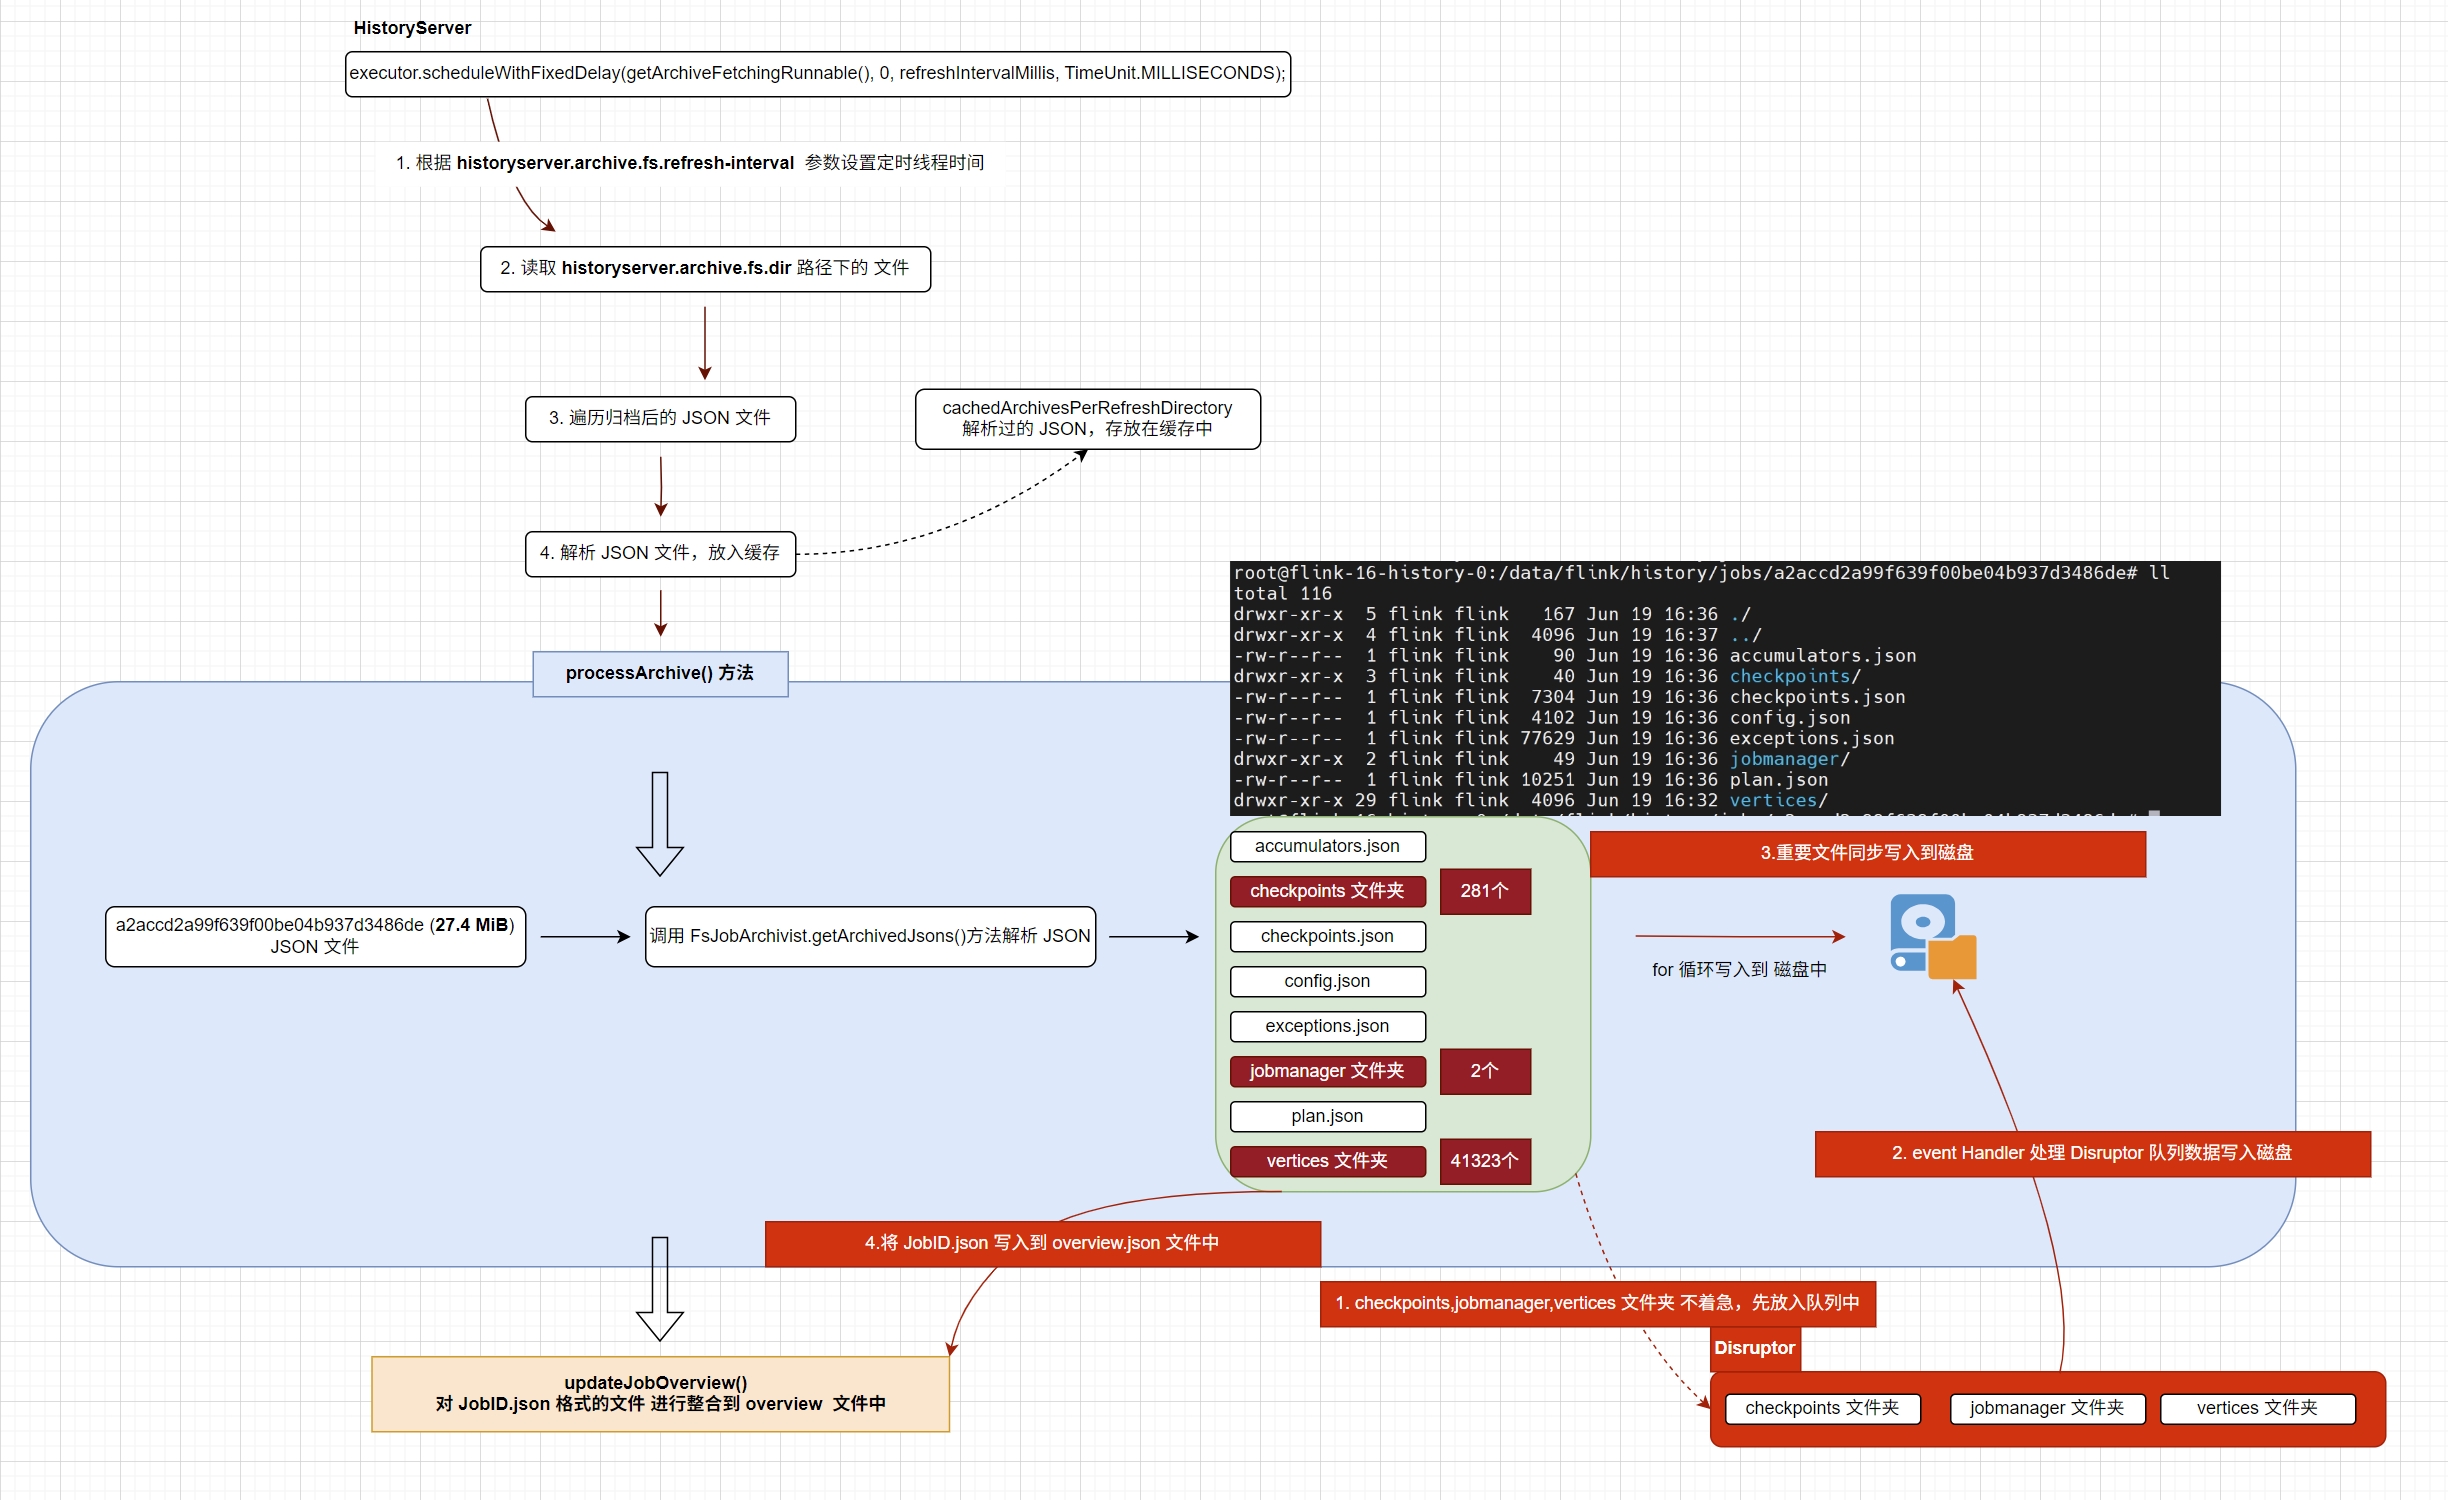 HistoryServer
executor.scheduleWithFixedDelay(getArchiveFetchingRunnable(), 0, refreshIntervalMillis, TimeUnit.MILLISECONDS);
1. 根据 historyserver.archive.fs.refresh-interval 参数设置定时线程时间
2. 读取 historyserver.archive.fs.dir 路径下的 文件
3. 遍历归档后的 JSON 文件
cachedArchivesPerRefreshDirectory
解析过的 JSON，存放在缓存中
4. 解析 JSON 文件，放入缓存
processArchive() 方法
root@flink-16-history-0:/data/flink/history/jobs/a2accd2a99f639f00be04b937d3486de# ll
total 116
drwxr-xr-x 5 flink flink 167 Jun 19 16:36 ./
drwxr-xr-x 4 flink flink 4096 Jun 19 16:37 ../
-rw-r--r-- 1 flink flink 90 Jun 19 16:36 accumulators.json
drwxr-xr-x 3 flink flink 40 Jun 19 16:36 checkpoints/
-rw-r--r-- 1 flink flink 7304 Jun 19 16:36 checkpoints.json
-rw-r--r-- 1 flink flink 4102 Jun 19 16:36 config.json
-rw-r--r-- 1 flink flink 77629 Jun 19 16:36 exceptions.json
drwxr-xr-x 2 flink flink 49 Jun 19 16:36 jobmanager/
-rw-r--r-- 1 flink flink 10251 Jun 19 16:36 plan.json
drwxr-xr-x 29 flink flink 4096 Jun 19 16:32 vertices/
a2accd2a99f639f00be04b937d3486de (27.4 MiB)
JSON 文件
调用 FsJobArchivist.getArchivedJsons()方法解析 JSON
accumulators.json
checkpoints 文件夹
281个
checkpoints.json
config.json
exceptions.json
jobmanager 文件夹
2个
plan.json
vertices 文件夹
41323个
3.重要文件同步写入到磁盘
for 循环写入到 磁盘中
2. event Handler 处理 Disruptor 队列数据写入磁盘
4.将 JobID.json 写入到 overview.json 文件中
1. checkpoints,jobmanager,vertices 文件夹 不着急，先放入队列中
Disruptor
checkpoints 文件夹
jobmanager 文件夹
vertices 文件夹
updateJobOverview()
对 JobID.json 格式的文件 进行整合到 overview 文件中